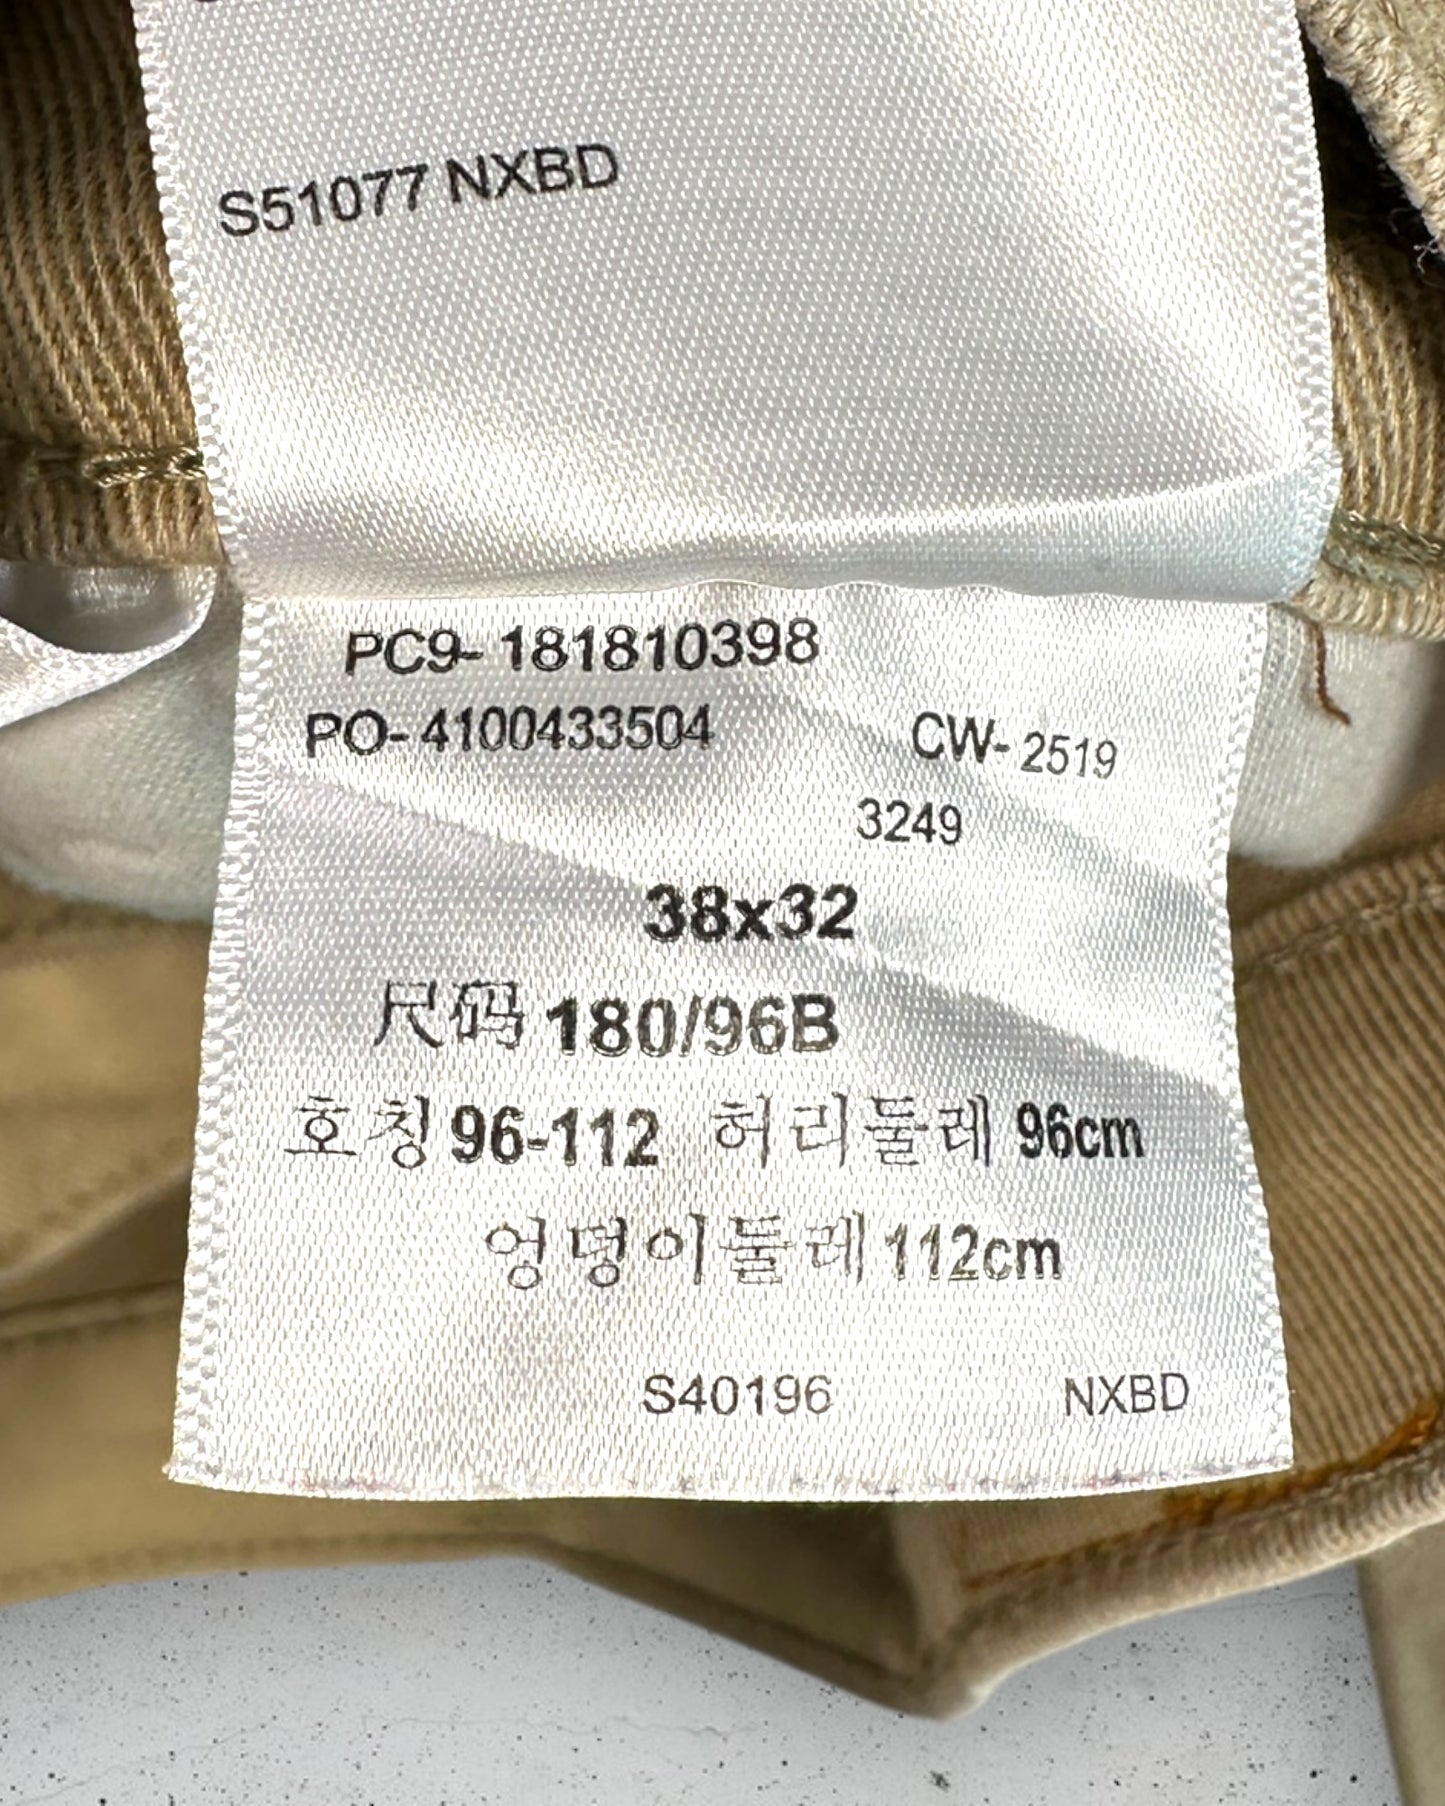 S51077 NXBD
PC9- 181810398
PO- 4100433504 CW- 2519
3249
38x32
尺码 180/96B
호칭 96-112 허리둘레 96cm
엉덩이둘레 112cm
S40196 NXBD